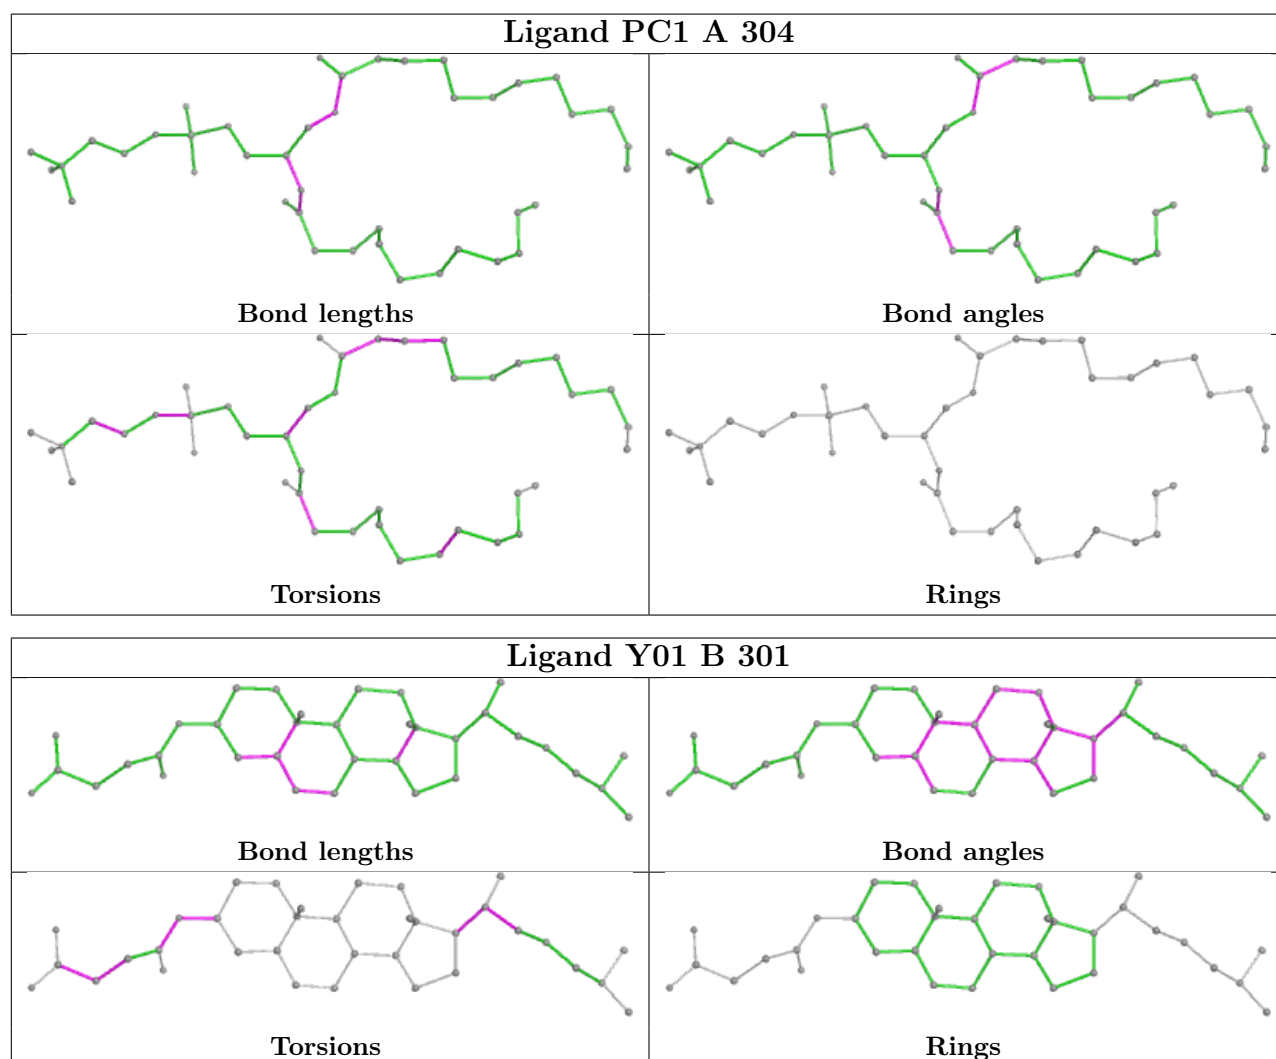 Ligand PC1 A 304
Bond lengths
Bond angles
Torsions
Rings
Ligand Y01 B 301
Bond lengths
Bond angles
Torsions
Rings